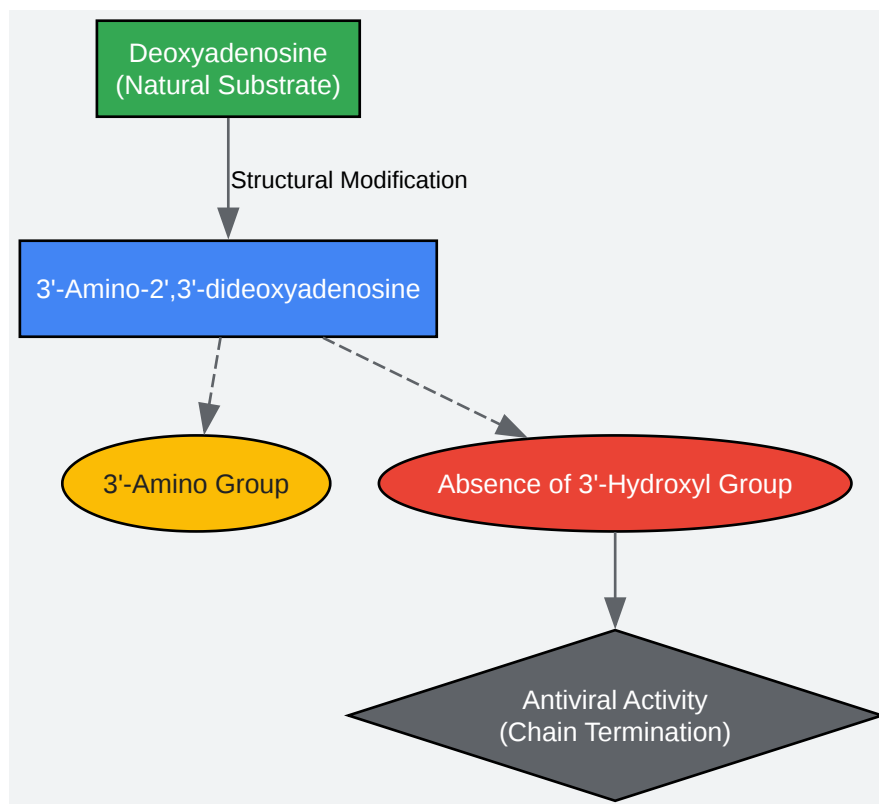 Deoxyadenosine
(Natural Substrate)
Structural Modification
3'-Amino-2',3'-dideoxyadenosine
3'-Amino Group
Absence of 3'-Hydroxyl Group
Antiviral Activity
(Chain Termination)